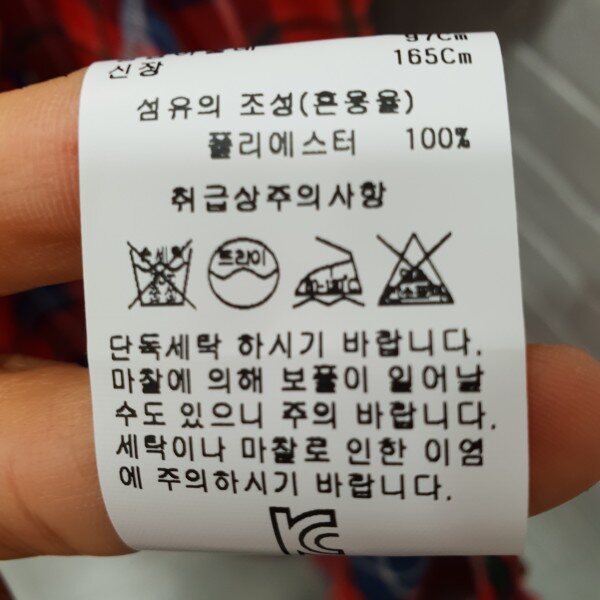 97Cm
신장 165Cm
섬유의 조성(혼용율)
폴리에스터 100%
취급상주의사항
드라이
단독세탁 하시기 바랍니다.
마찰에 의해 보풀이 일어날
수도 있으니 주의 바랍니다.
세탁이나 마찰로 인한 이염
에 주의하시기 바랍니다.